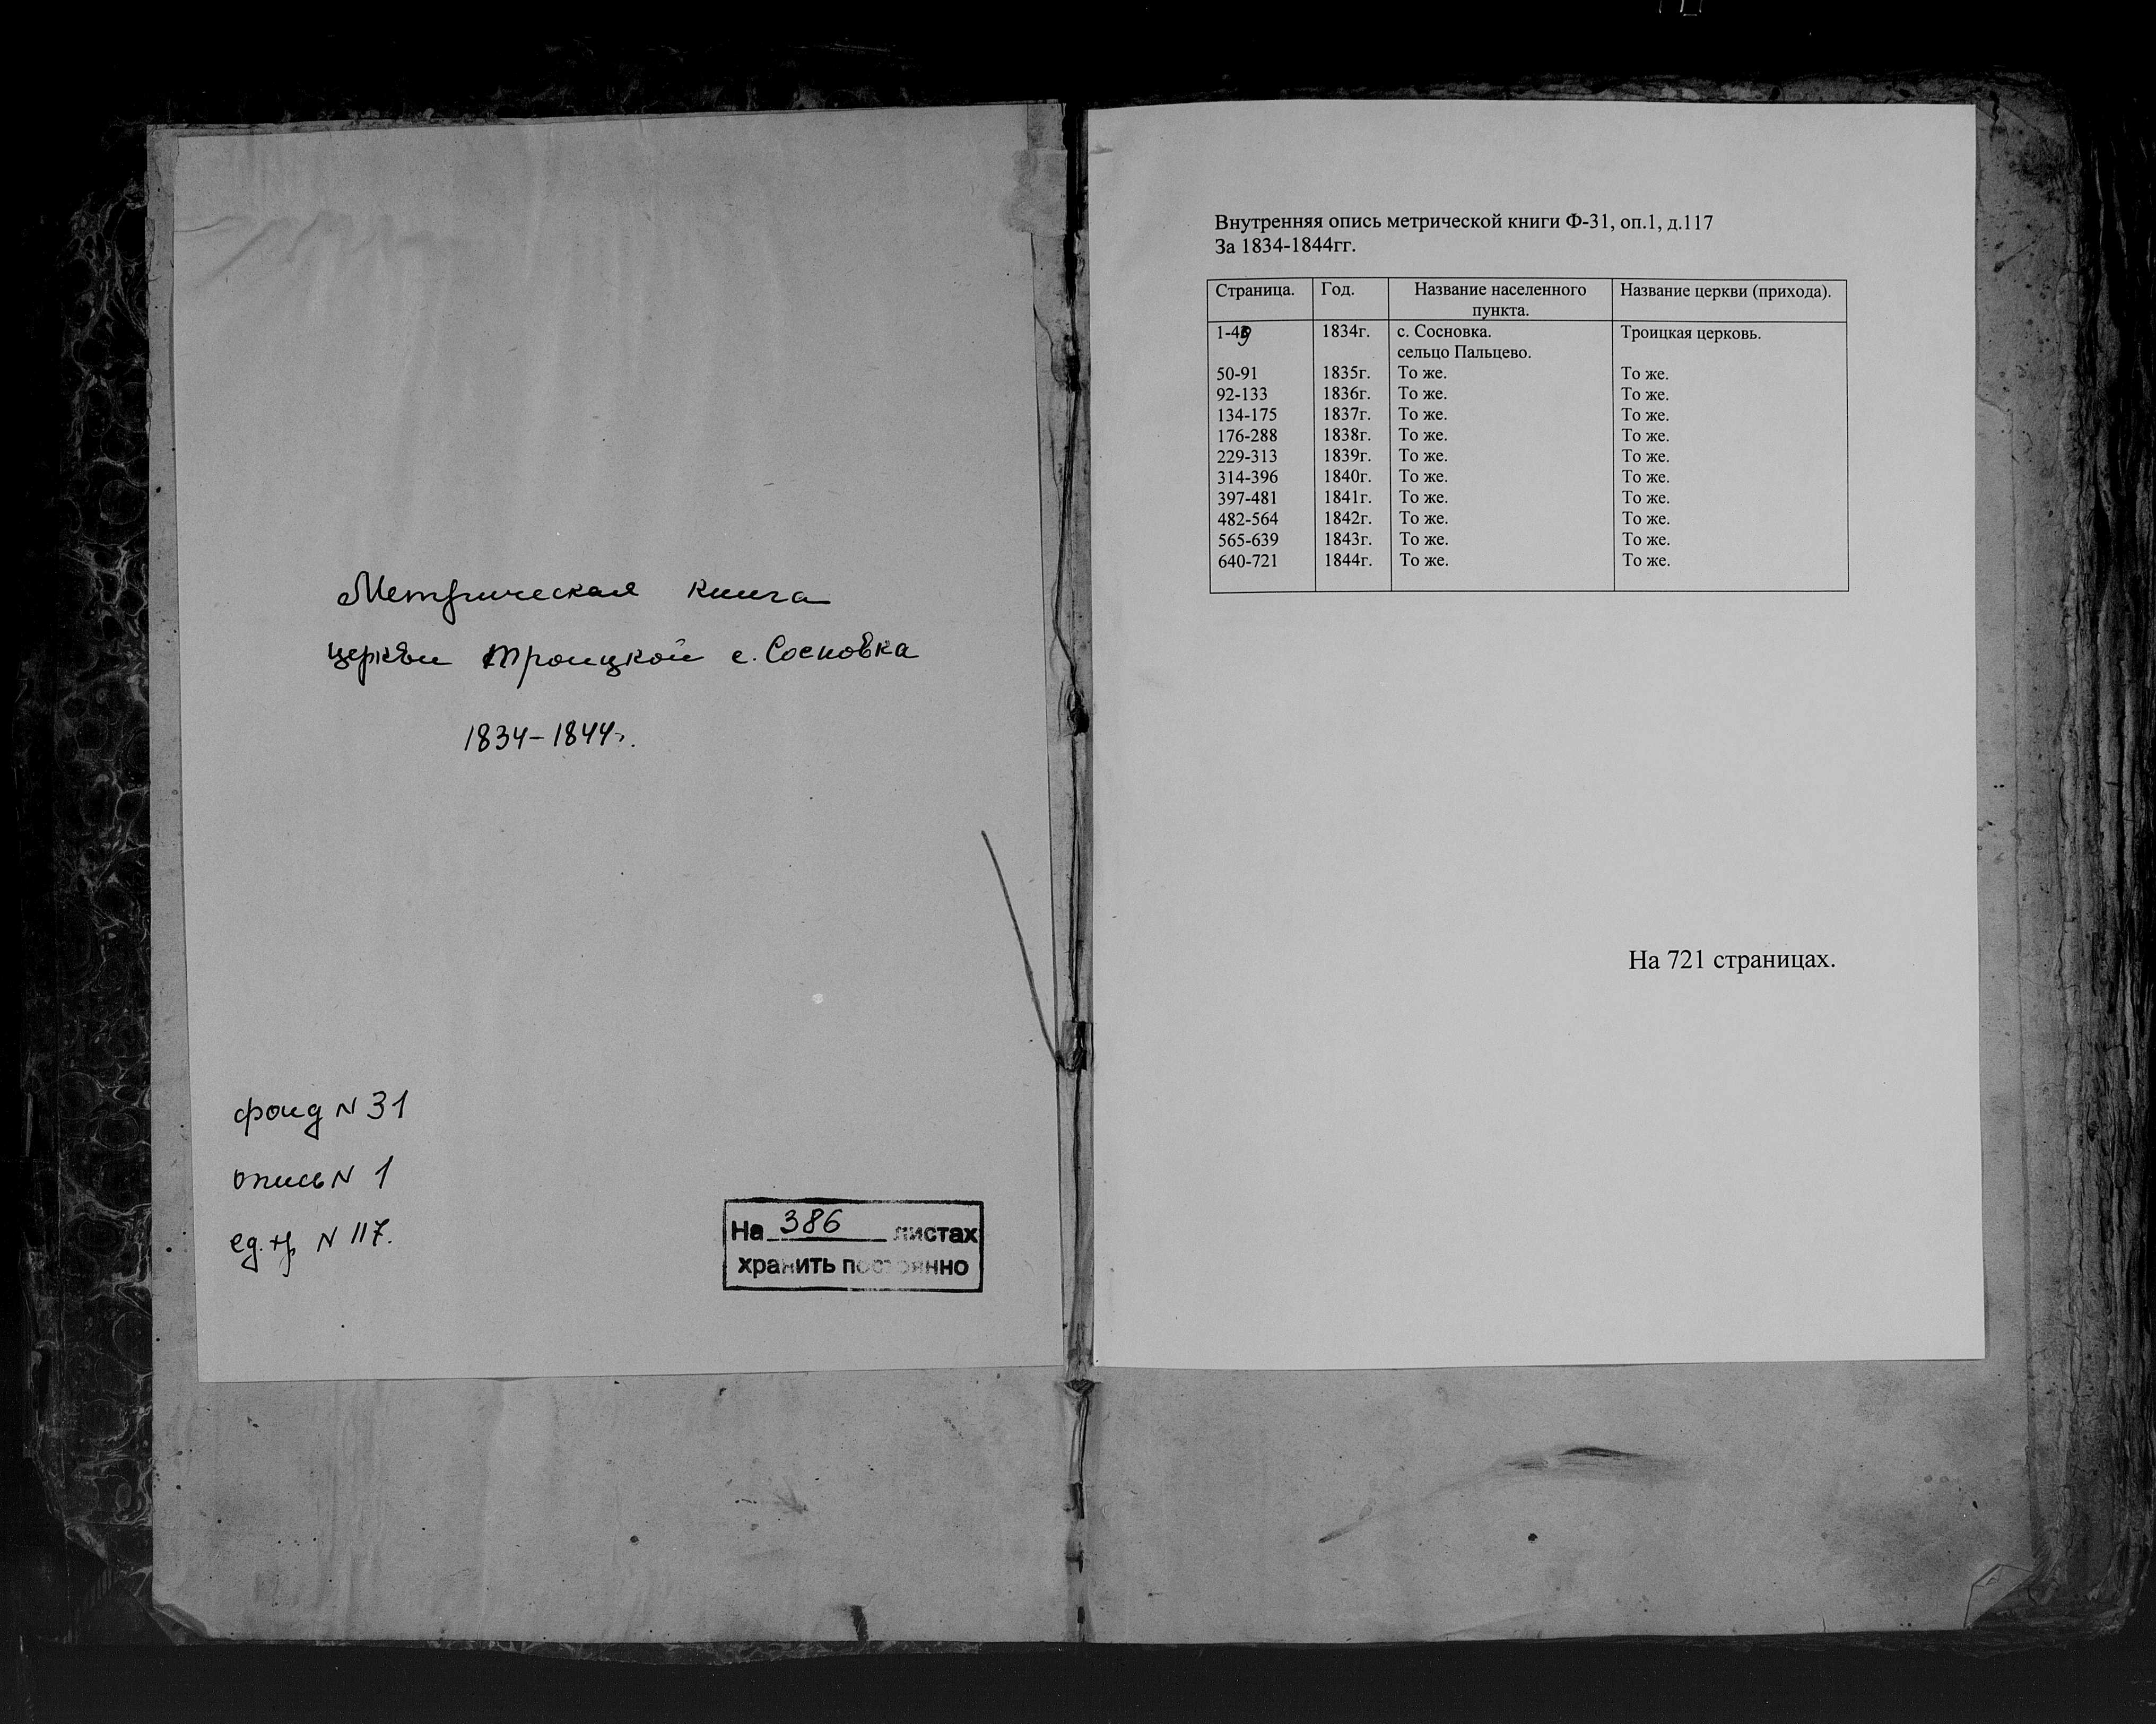 Метрическая книга
церкви Троицкой с. Сосновка
1834-1844г.
фонд N 31
опись N 1
ед. хр. N 117.
На 386 листах
хранить постоянно
Внутренняя опись метрической книги Ф-31, оп.1, д.117
За 1834-1844гг.
Страница. Год. Название населенного пункта. Название церкви (прихода).
1-49 1834г. с. Сосновка. Троицкая церковь.
сельцо Пальцево.
50-91 1835г. То же. То же.
92-133 1836г. То же. То же.
134-175 1837г. То же. То же.
176-288 1838г. То же. То же.
229-313 1839г. То же. То же.
314-396 1840г. То же. То же.
397-481 1841г. То же. То же.
482-564 1842г. То же. То же.
565-639 1843г. То же. То же.
640-721 1844г. То же. То же.
На 721 страницах.